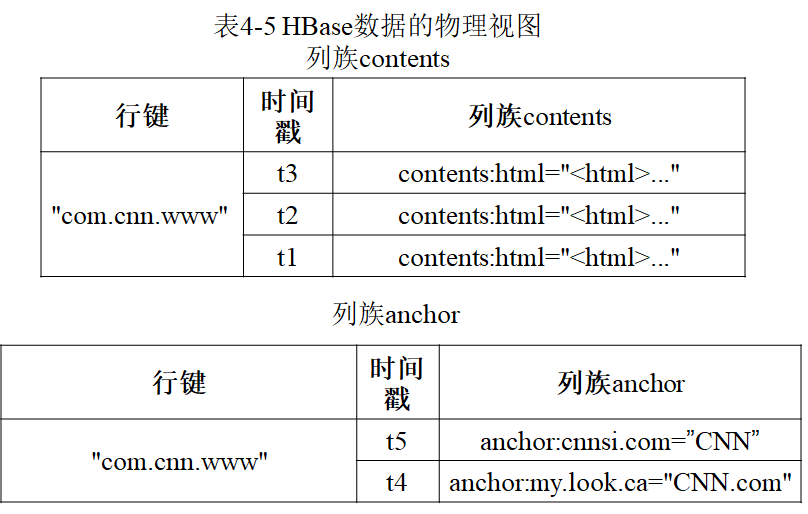 表4-5 HBase数据的物理视图
列族contents
行键 时间戳 列族contents
"com.cnn.www" t3 contents:html="<html>..."
t2 contents:html="<html>..."
t1 contents:html="<html>..."
列族anchor
行键 时间戳 列族anchor
"com.cnn.www" t5 anchor:cnnsi.com=”CNN”
t4 anchor:my.look.ca="CNN.com"